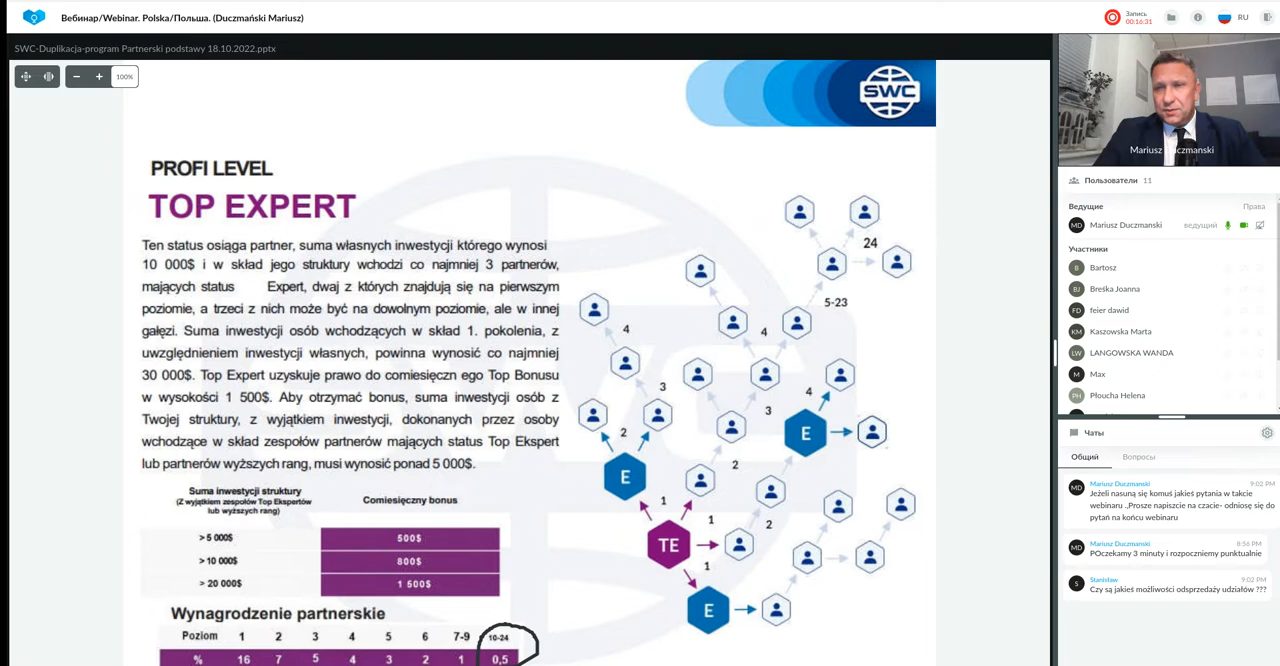 Вебинар/Webinar. Polska/Польша. (Duczmański Mariusz)
Запись
00:16:31
RU
SWC-Duplikacja-program Partnerski podstawy 18.10.2022.pptx
100%
SWC
PROFI LEVEL
TOP EXPERT
Ten status osiąga partner, suma własnych inwestycji którego wynosi
10 000$ i w skład jego struktury wchodzi co najmniej 3 partnerów,
mających status Expert, dwaj z których znajdują się na pierwszym
poziomie, a trzeci z nich może być na dowolnym poziomie, ale w innej
gałęzi. Suma inwestycji osób wchodzących w skład 1. pokolenia, z
uwzględnieniem inwestycji własnych, powinna wynosić co najmniej
30 000$. Top Expert uzyskuje prawo do comiesięczn ego Top Bonusu
w wysokości 1 500$. Aby otrzymać bonus, suma inwestycji osób z
Twojej struktury, z wyjątkiem inwestycji, dokonanych przez osoby
wchodzące w skład zespołów partnerów mających status Top Ekspert
lub partnerów wyższych rang, musi wynosić ponad 5 000$.
Suma inwestycji struktury
(Z wyjątkiem zespołów Top Ekspertów
lub wyższych rang)
Comiesięczny bonus
> 5 000$ 500$
> 10 000$ 800$
> 20 000$ 1 500$
Wynagrodzenie partnerskie
Poziom 1 2 3 4 5 6 7-9 10-24
% 16 7 5 4 3 2 1 0,5
24
5-23
4
4
3
4
3
E
2
E
2
1
1
2
TE
1
E
Mariusz Duczmanski
Пользователи 11
Ведущие Права
MD Mariusz Duczmanski ведущий
Участники
B Bartosz
BJ Breśka Joanna
FD feier dawid
KM Kaszowska Marta
LW LANGOWSKA WANDA
M Max
PH Płoucha Helena
Чаты
Общий Вопросы
MD Mariusz Duczmanski 9:02 PM
Jeżeli nasuną się komuś jakieś pytania w takcie
webinaru ,,Prosze napiszcie na czacie- odniosę się do
pytań na końcu webinaru
MD Mariusz Duczmanski 8:56 PM
POczekamy 3 minuty i rozpoczniemy punktualnie
S Stanisław 9:02 PM
Czy są jakieś możliwości odsprzedaży udziałów ???